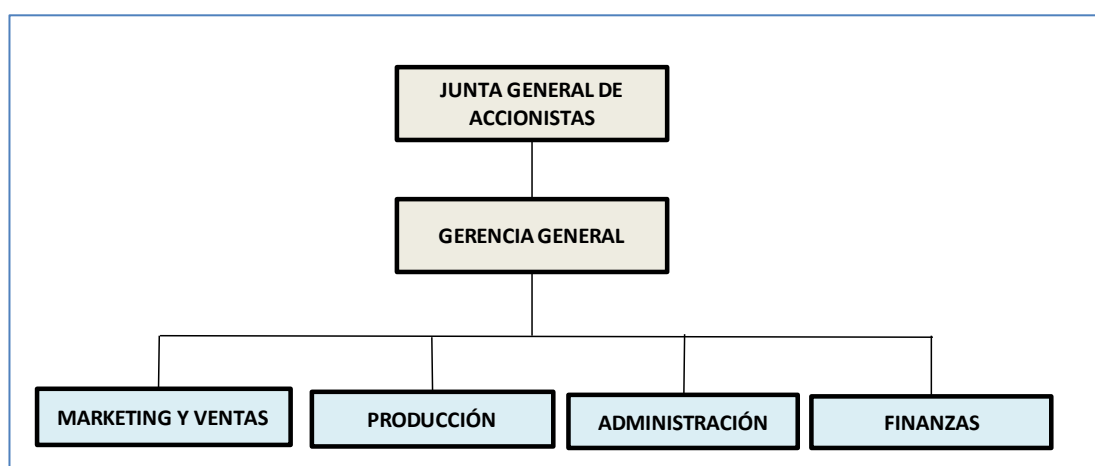 JUNTA GENERAL DE
ACCIONISTAS
GERENCIA GENERAL
MARKETING Y VENTAS
PRODUCCIÓN
ADMINISTRACIÓN
FINANZAS